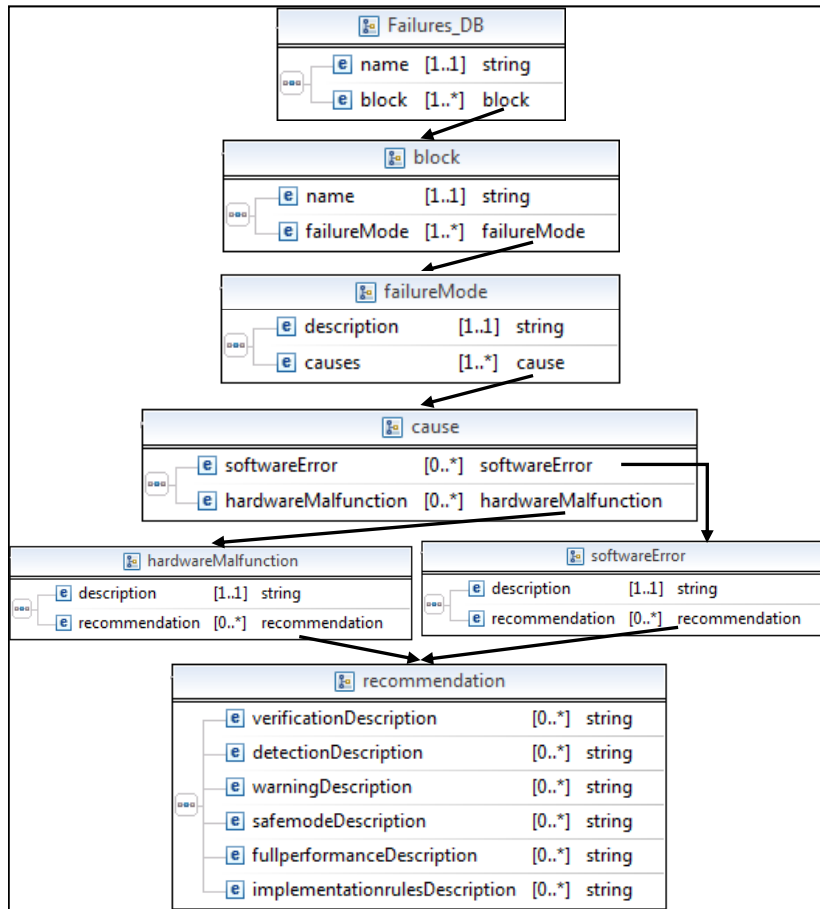 Failures_DB
e name [1..1] string
e block [1..*] block
block
e name [1..1] string
e failureMode [1..*] failureMode
failureMode
e description [1..1] string
e causes [1..*] cause
cause
e softwareError [0..*] softwareError
e hardwareMalfunction [0..*] hardwareMalfunction
hardwareMalfunction
e description [1..1] string
e recommendation [0..*] recommendation
softwareError
e description [1..1] string
e recommendation [0..*] recommendation
recommendation
e verificationDescription [0..*] string
e detectionDescription [0..*] string
e warningDescription [0..*] string
e safemodeDescription [0..*] string
e fullperformanceDescription [0..*] string
e implementationrulesDescription [0..*] string